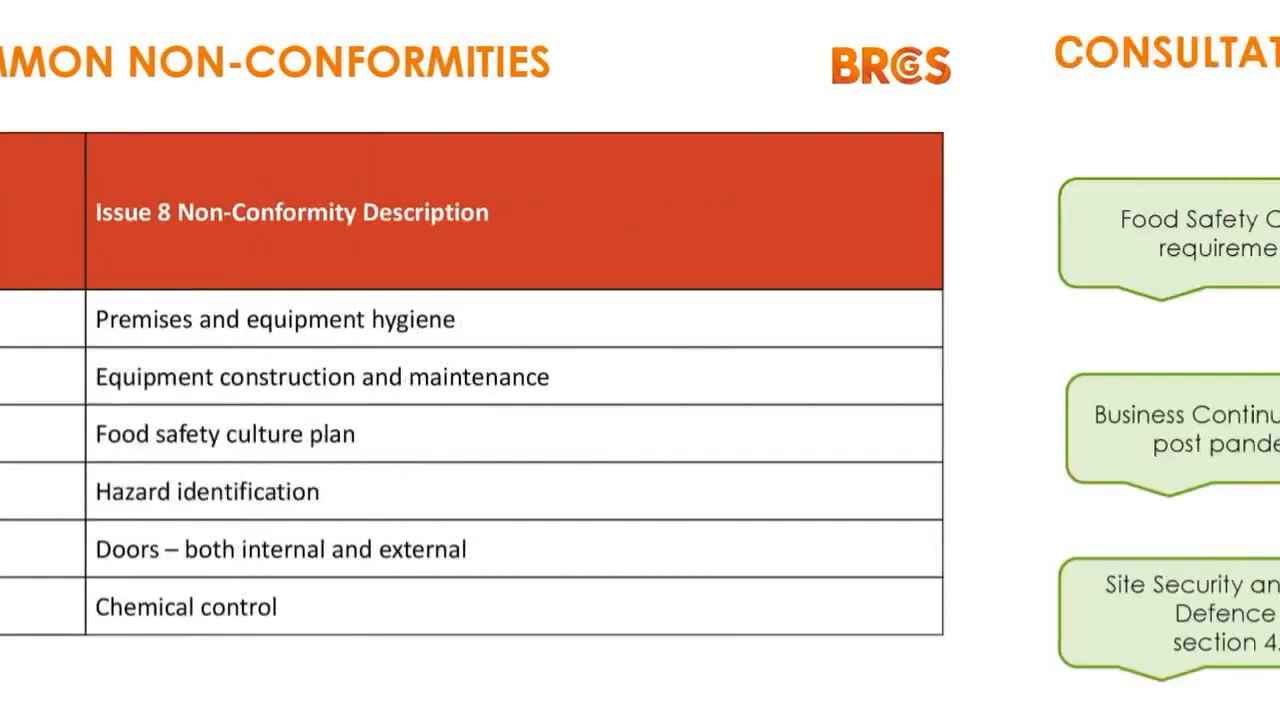 MMON NON-CONFORMITIES
BRCGS
Issue 8 Non-Conformity Description
Premises and equipment hygiene
Equipment construction and maintenance
Food safety culture plan
Hazard identification
Doors – both internal and external
Chemical control
CONSULTAT
Food Safety C
requireme
Business Continu
post pande
Site Security an
Defence
section 4.